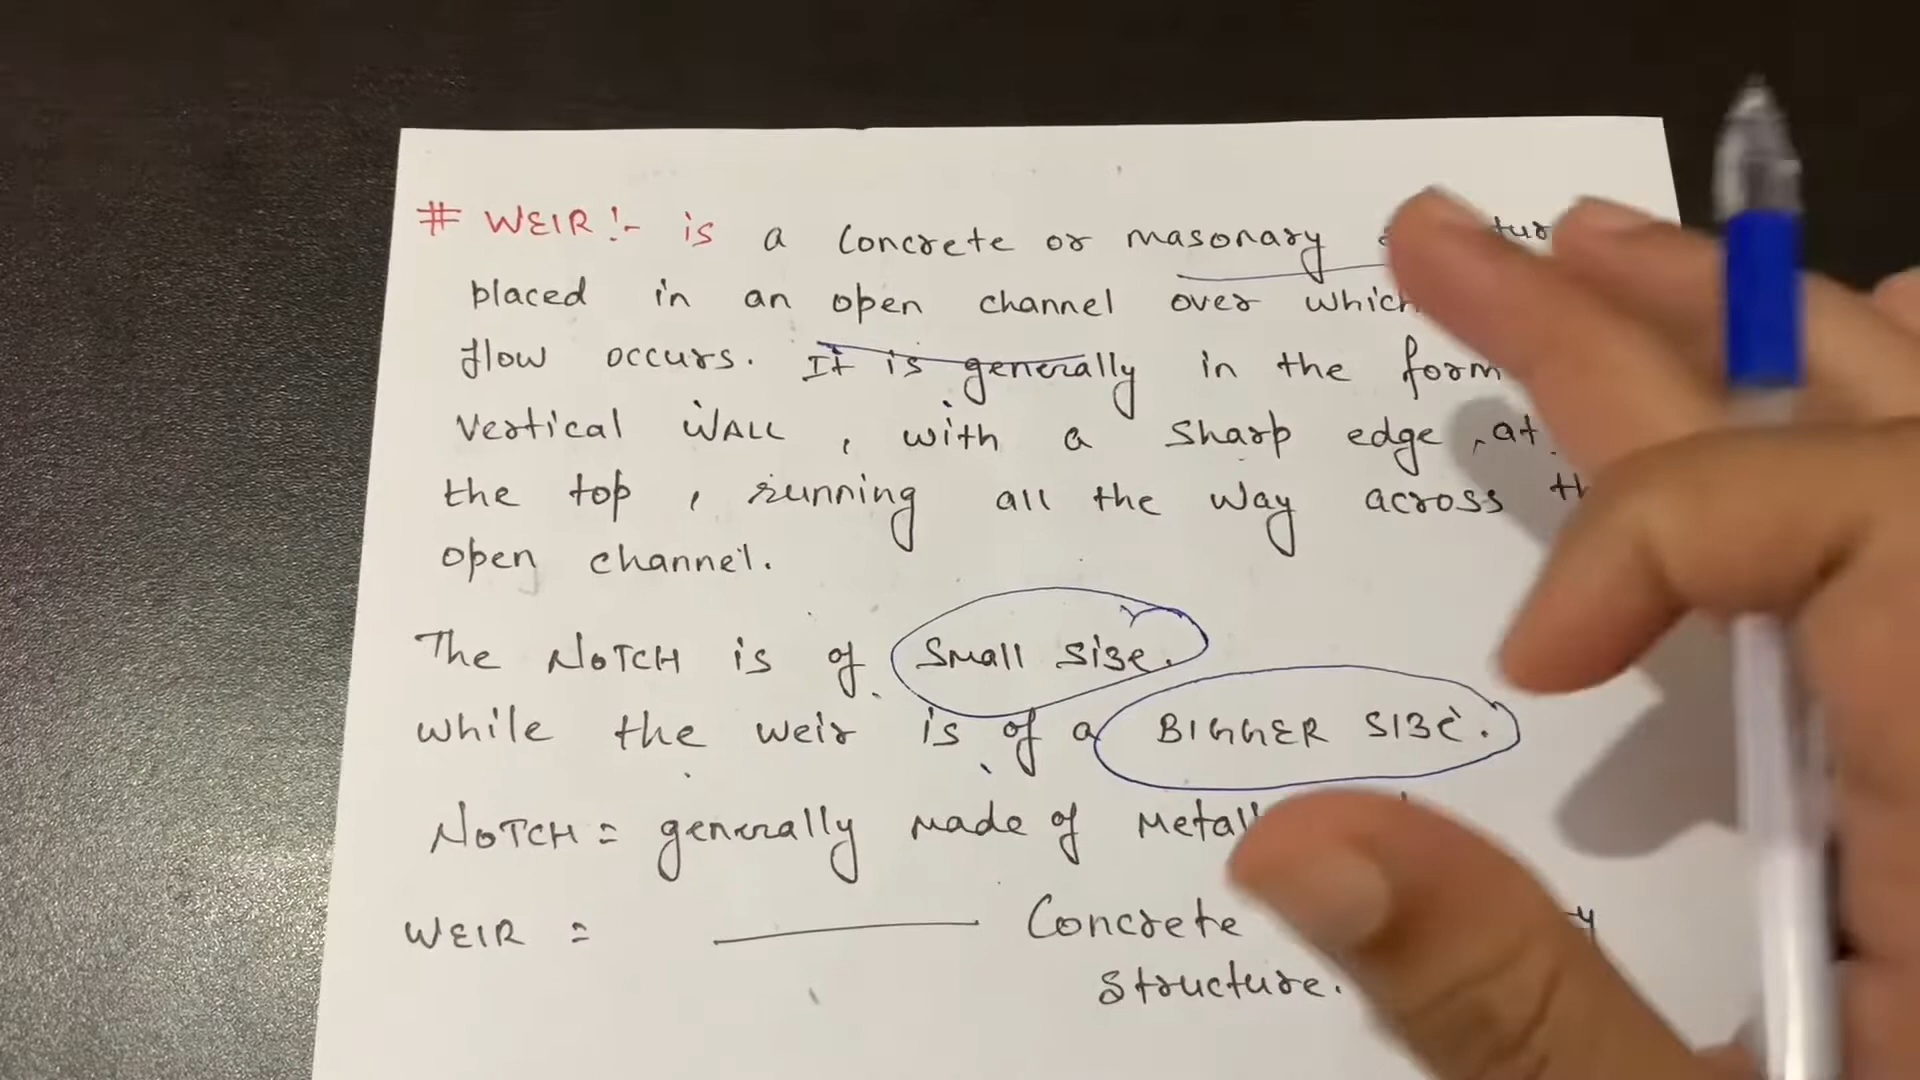 # WEIR :- is a Concrete or masonary
placed in an open channel over which
flow occurs. It is generally in the form
Vertical WALL , with a Sharp edge , at
the top , running all the way across
open channel.
The NOTCH is of Small Size.
while the weir is of a BIGGER SIZE.
NOTCH = generally made of Metall
WEIR = ——— Concrete
Structure.